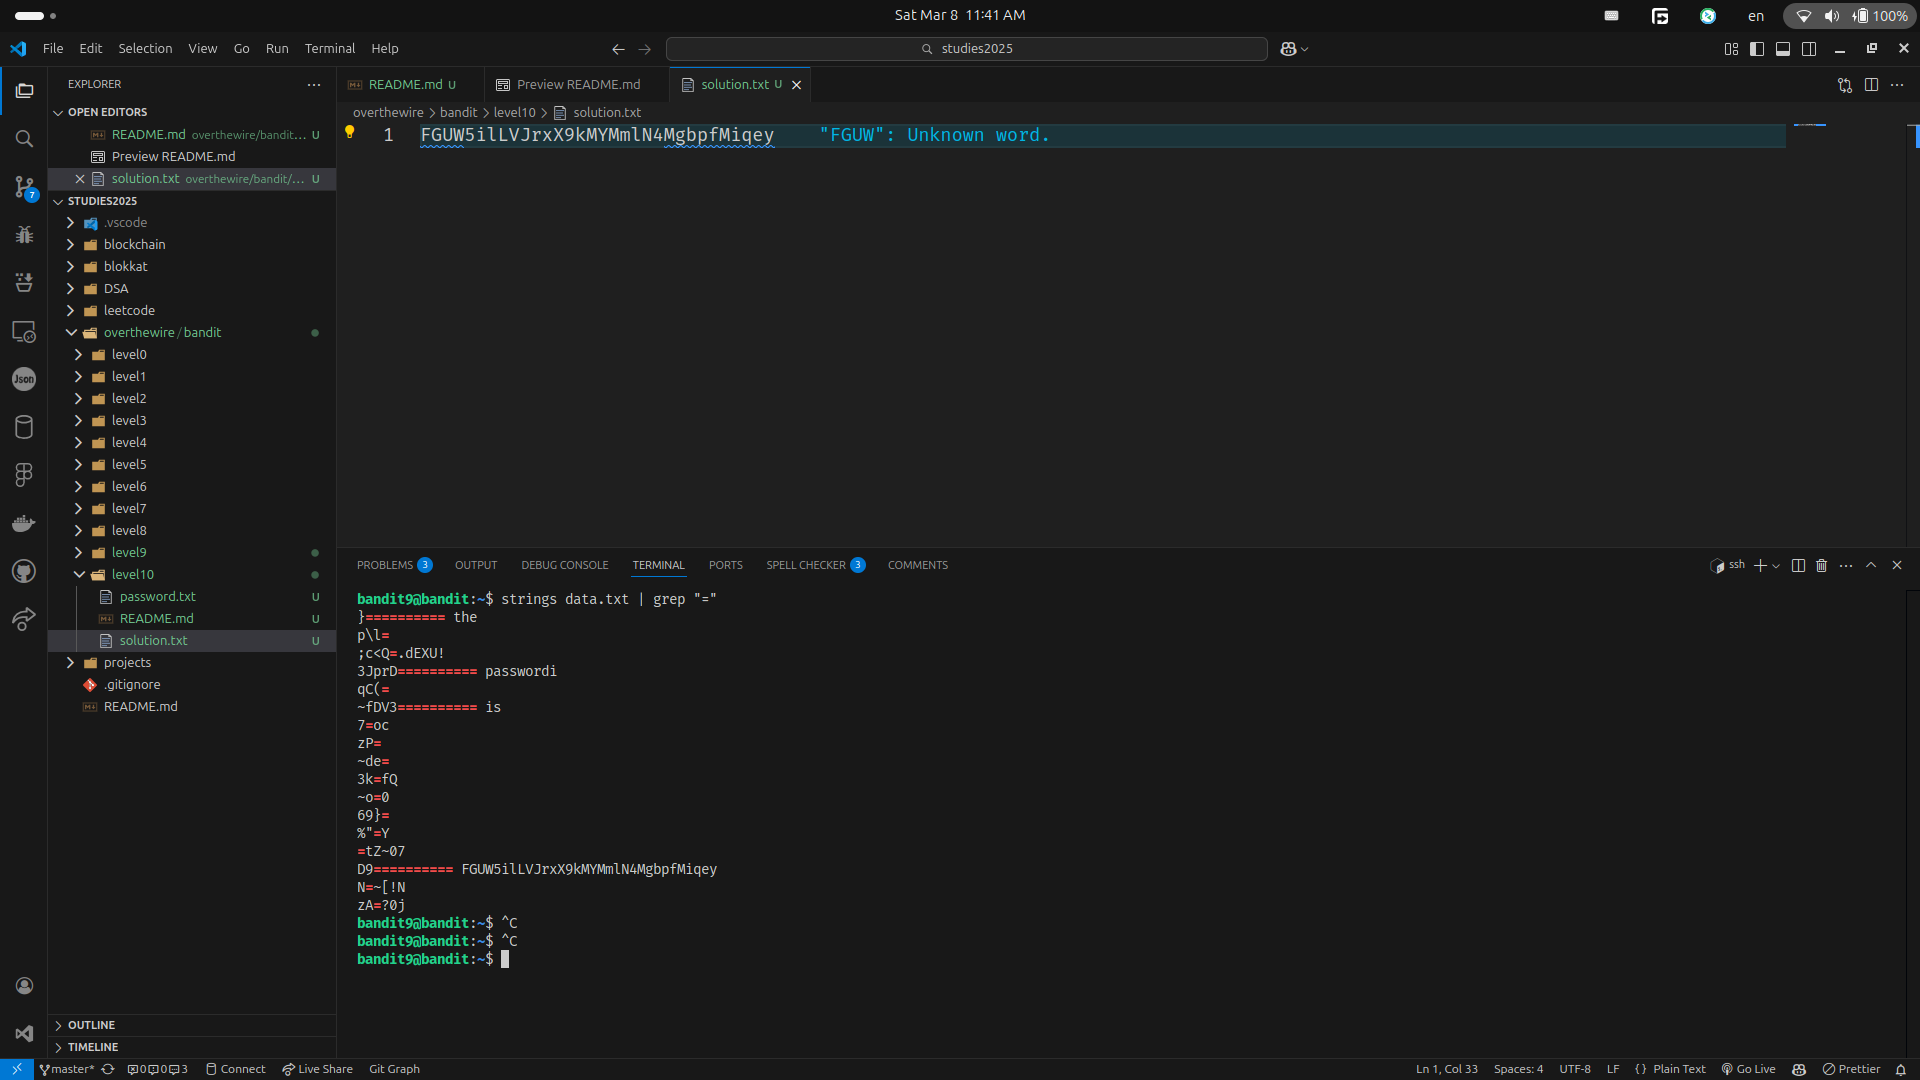 Sat Mar 8 11:41 AM
en
100%
File Edit Selection View Go Run Terminal Help
studies2025
EXPLORER
OPEN EDITORS
README.md overthewire/bandit... U
Preview README.md
solution.txt overthewire/bandit/... U
STUDIES2025
.vscode
blockchain
blokkat
DSA
leetcode
overthewire / bandit
level0
level1
level2
level3
level4
level5
level6
level7
level8
level9
level10
password.txt U
README.md U
solution.txt U
projects
.gitignore
README.md
OUTLINE
TIMELINE
7
Json
README.md U
Preview README.md
solution.txt U
overthewire > bandit > level10 > solution.txt
1 FGUW5ilLVJrxX9kMYMmlN4MgbpfMiqey "FGUW": Unknown word.
PROBLEMS 3 OUTPUT DEBUG CONSOLE TERMINAL PORTS SPELL CHECKER 3 COMMENTS
ssh
bandit9@bandit:~$ strings data.txt | grep "="
}========== the
p\l=
;c<Q=.dEXU!
3JprD========== passwordi
qC(=
~fDV3========== is
7=oc
zP=
~de=
3k=fQ
~o=0
69}=
%"=Y
=tZ~07
D9========== FGUW5ilLVJrxX9kMYMmlN4MgbpfMiqey
N=~[!N
zA=?0j
bandit9@bandit:~$ ^C
bandit9@bandit:~$ ^C
bandit9@bandit:~$
master* 0 0 3 Connect Live Share Git Graph
Ln 1, Col 33 Spaces: 4 UTF-8 LF {} Plain Text Go Live Prettier